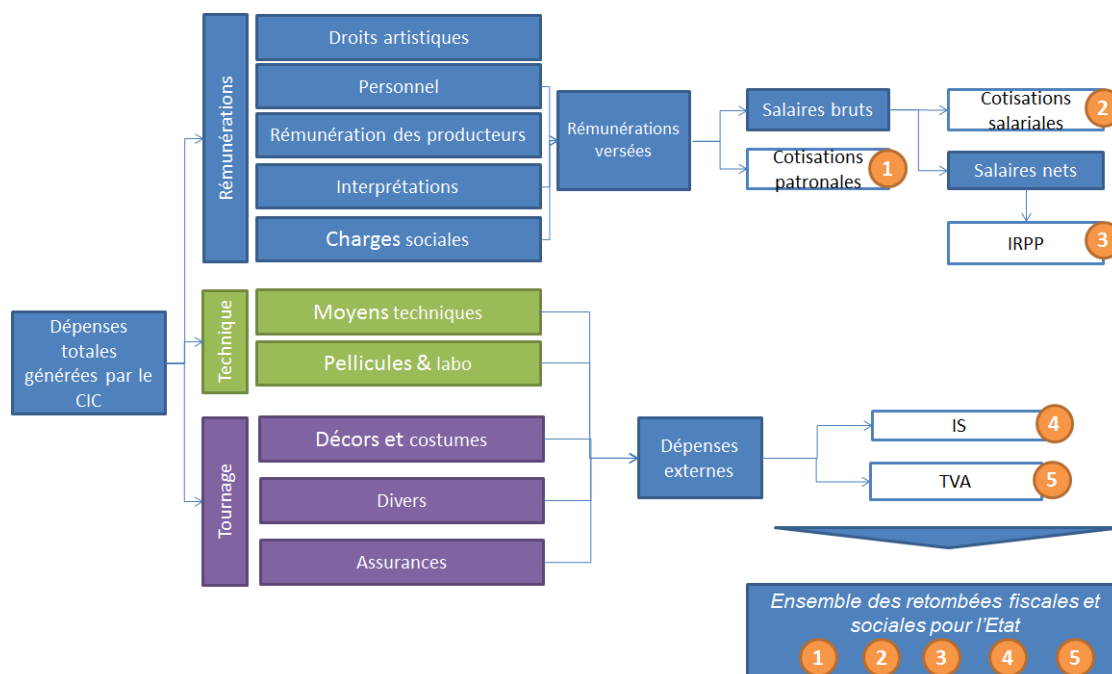 Dépenses
totales
générées par le
CIC
Rémunérations
Droits artistiques
Personnel
Rémunération des producteurs
Interprétations
Charges sociales
Technique
Moyens techniques
Pellicules & labo
Tournage
Décors et costumes
Divers
Assurances
Rémunérations
versées
Salaires bruts
Cotisations
patronales
1
Cotisations
salariales
2
Salaires nets
IRPP
3
Dépenses
externes
IS
4
TVA
5
Ensemble des retombées fiscales et
sociales pour l'Etat
1 2 3 4 5